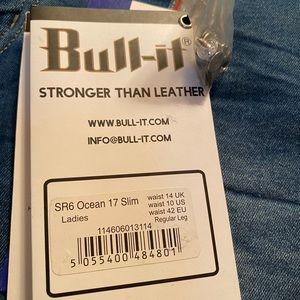 Bull-it
STRONGER THAN LEATHER
WWW.BULL-IT.COM
INFO@BULL-IT.COM
SR6 Ocean 17 Slim
Ladies
waist 14 UK
waist 10 US
waist 42 EU
Regular Leg
114606013114
5 055400 484801